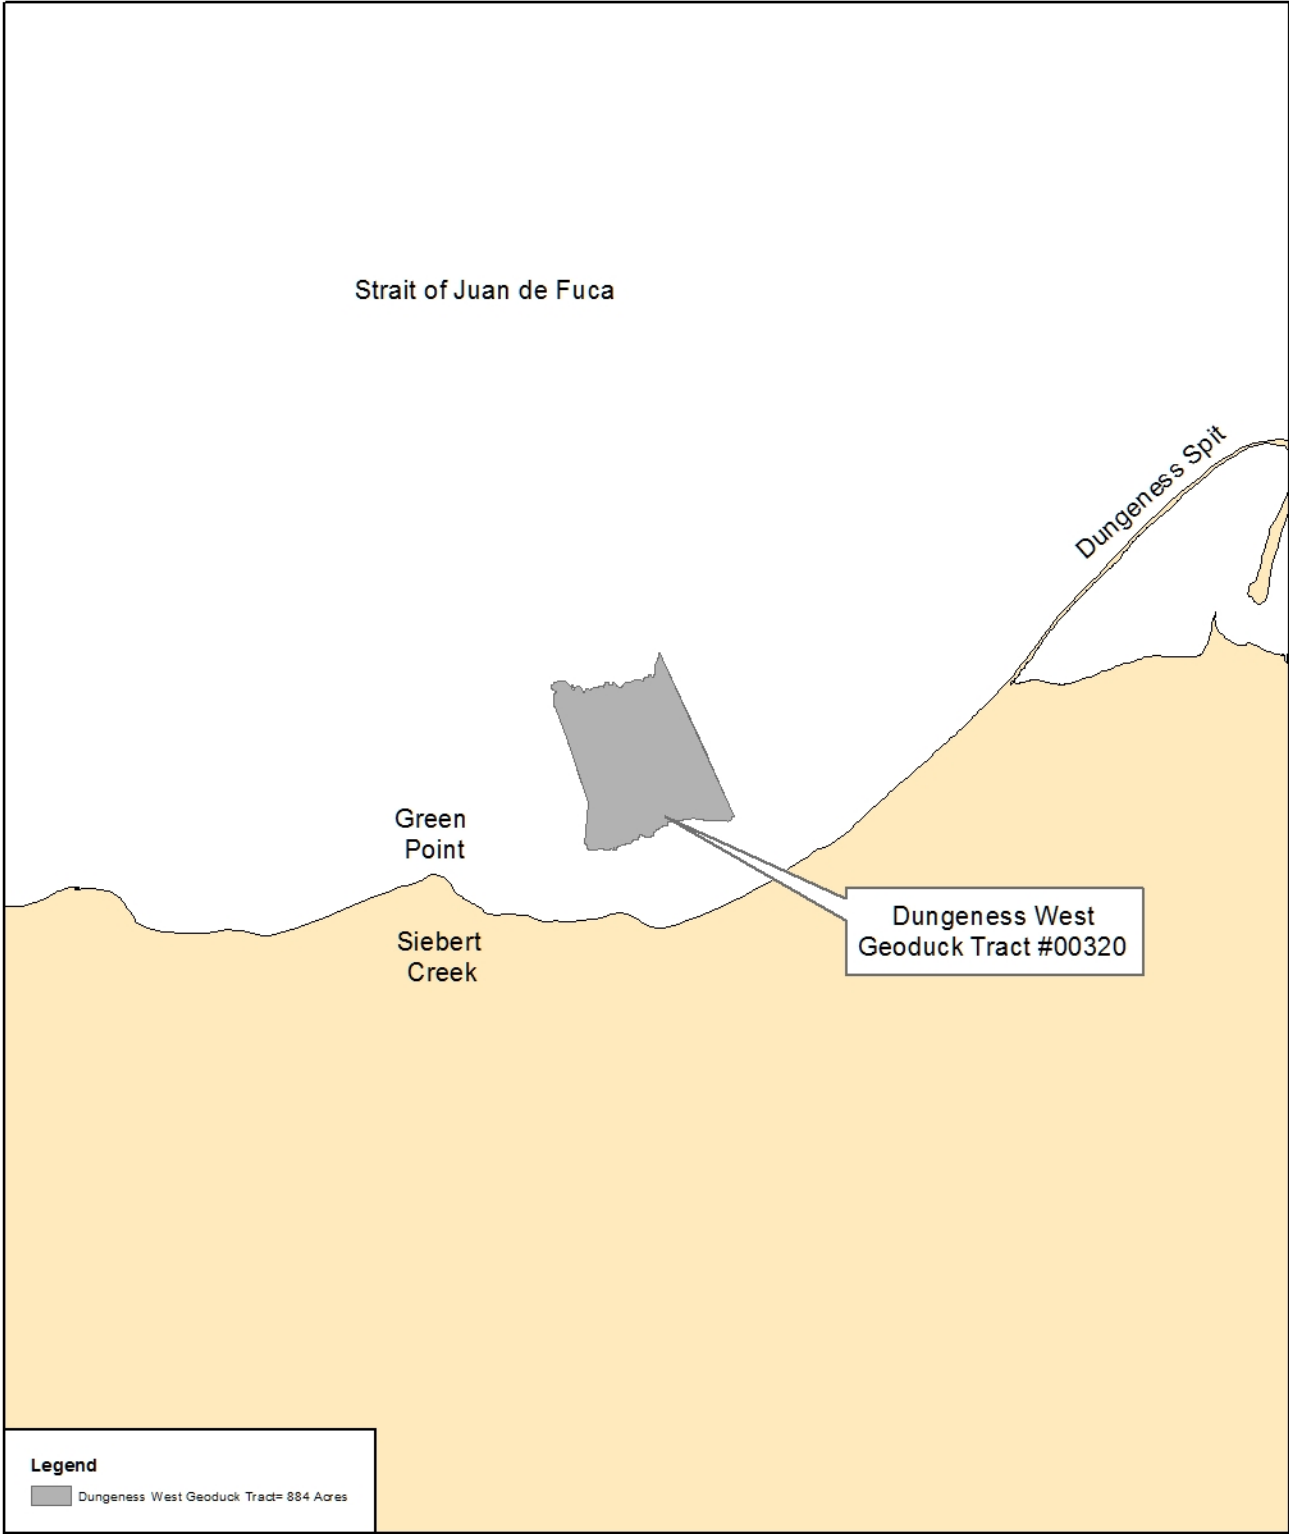 Strait of Juan de Fuca
Dungeness Spit
Green
Point
Siebert
Creek
Dungeness West
Geoduck Tract #00320
Legend
Dungeness West Geoduck Tract= 884 Acres